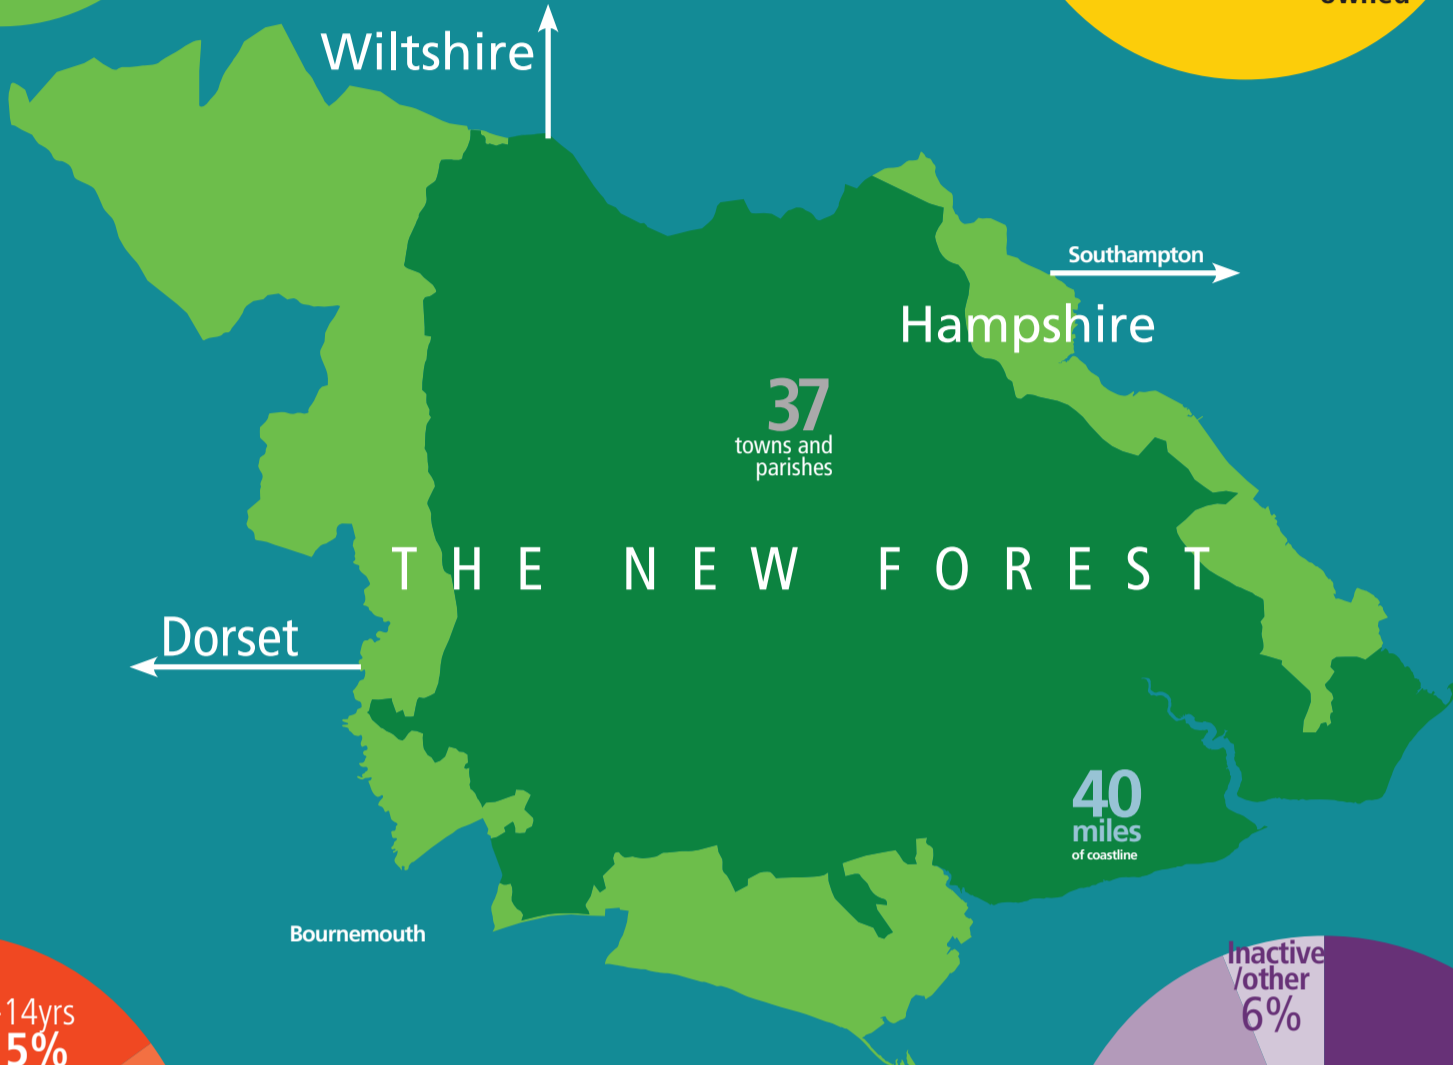 owned
Wiltshire
Southampton
Hampshire
37
towns and
parishes
THE NEW FOREST
Dorset
40
miles
of coastline
Bournemouth
Inactive
/other
6%
14yrs
5%